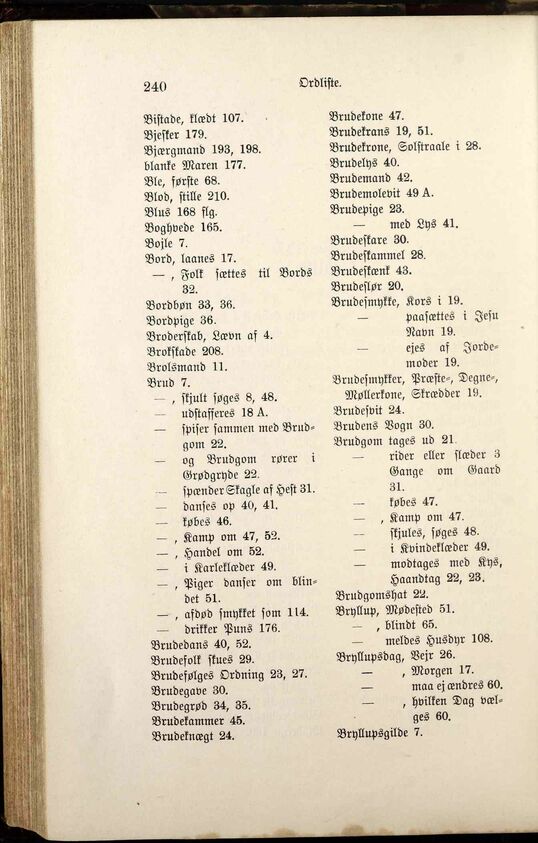 240
Ordliste.
Bistade, klædt 107.
Bjesker 179.
Bjærgmand 193, 198.
blanke Maren 177.
Ble, første 68.
Blod, stille 210.
Blus 168 flg.
Boghvede 165.
Bojle 7.
Bord, laanes 17.
— , Folk sættes til Bords
32.
Bordbøn 33, 36.
Bordpige 36.
Broderskab, Lævn af 4.
Brokskade 208.
Brolsmand 11.
Brud 7.
— , skjult søges 8, 48.
— udstafferes 18 A.
— spiser sammen med Brud⸗
gom 22.
— og Brudgom rører i
Grødgryde 22.
— spænder Skagle af Hest 31.
— danses op 40, 41.
— købes 46.
— , Kamp om 47, 52.
— , Handel om 52.
— i Karleklæder 49.
— , Piger danser om blin⸗
det 51.
— , afdød smykket som 114.
— drikker Puns 176.
Brudedans 40, 52.
Brudefolk skues 29.
Brudefølges Ordning 23, 27.
Brudegave 30.
Brudegrød 34, 35.
Brudekammer 45.
Brudeknægt 24.
Brudekone 47.
Brudekrans 19, 51.
Brudekrone, Solstraale i 28.
Brudelys 40.
Brudemand 42.
Brudemolevit 49 A.
Brudepige 23.
— med Lys 41.
Brudeskare 30.
Brudeskammel 28.
Brudeskænk 43.
Brudeslør 20.
Brudesmykke, Kors i 19.
— paasættes i Jesu
Navn 19.
— ejes af Jorde⸗
moder 19.
Brudesmykker, Præste⸗, Degne⸗,
Møllerkone, Skrædder 19.
Brudesvit 24.
Brudens Vogn 30.
Brudgom tages ud 21
— rider eller slæder 3
Gange om Gaard
31.
— købes 47.
— , Kamp om 47.
— skjules, søges 48.
— i Kvindeklæder 49.
— modtages med Kys,
Haandtag 22, 23.
Brudgomshat 22.
Bryllup, Mødested 51.
— , blindt 65.
— meldes Husdyr 108.
Bryllupsdag, Vejr 26.
— , Morgen 17.
— maa ej ændres 60.
— , hvilken Dag væl⸗
ges 60.
Bryllupsgilde 7.